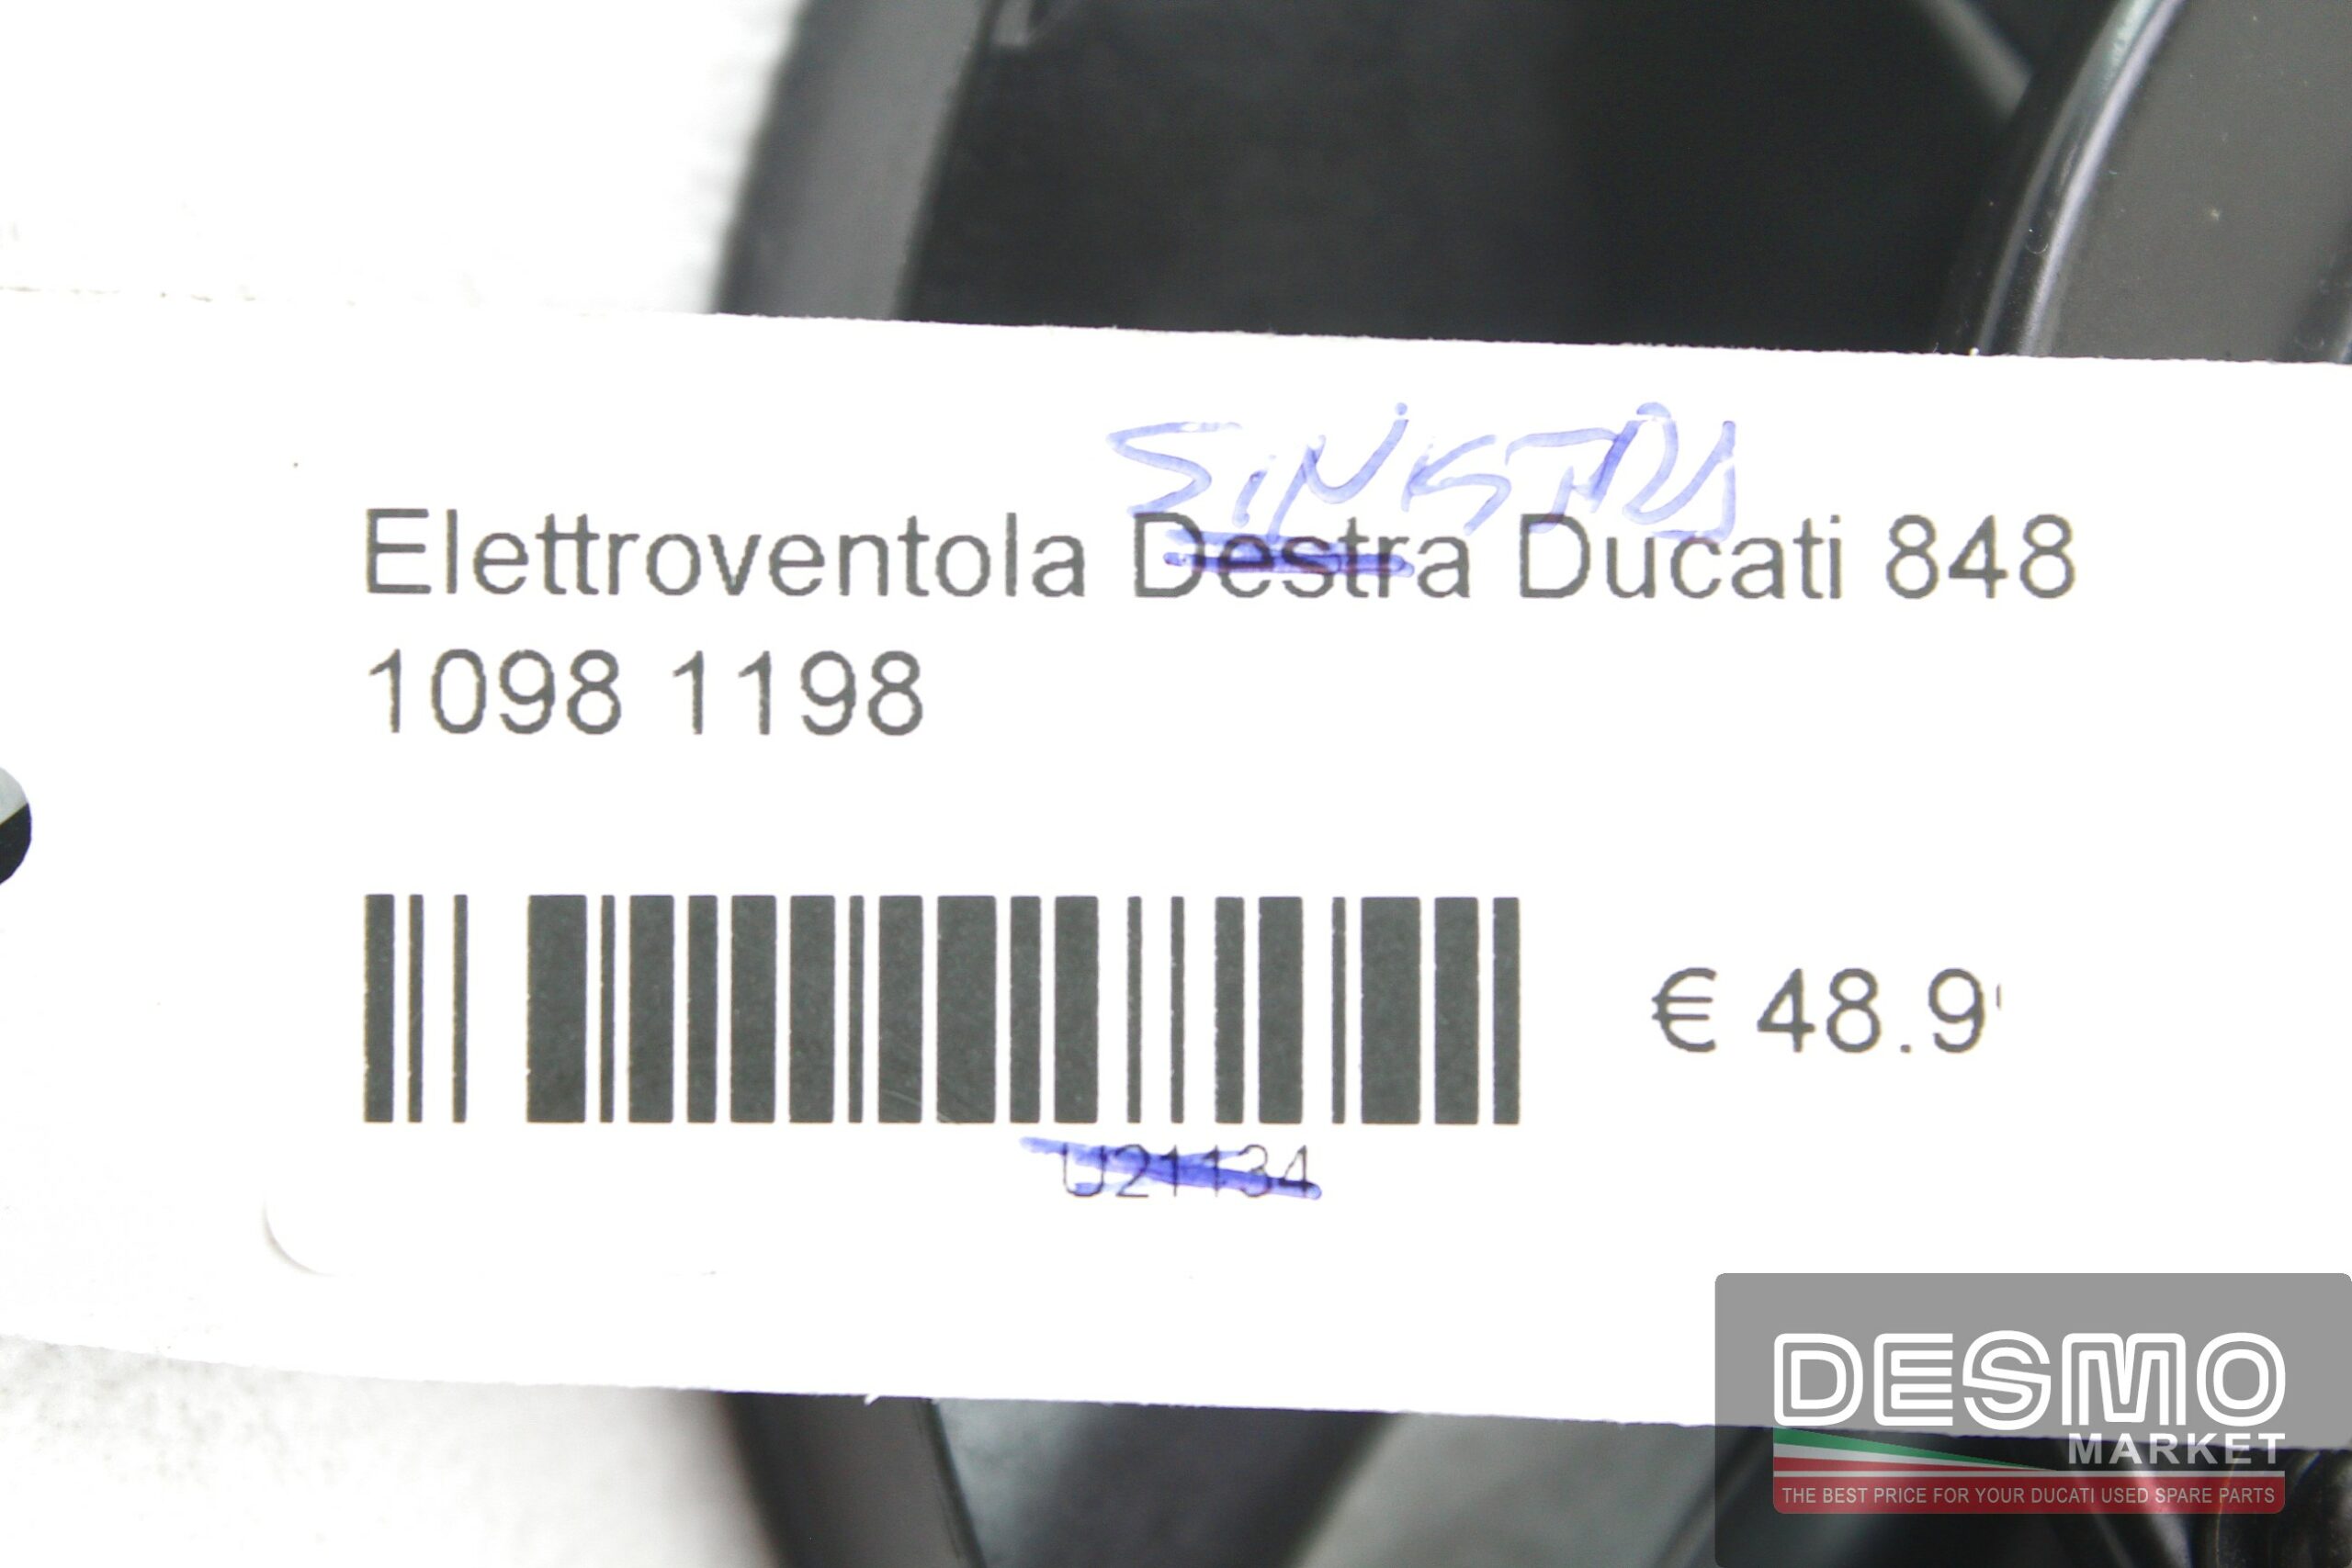 SINISTRA
Elettroventola Destra Ducati 848
1098 1198
€ 48.9
U21134
DESMO
MARKET
THE BEST PRICE FOR YOUR DUCATI USED SPARE PARTS